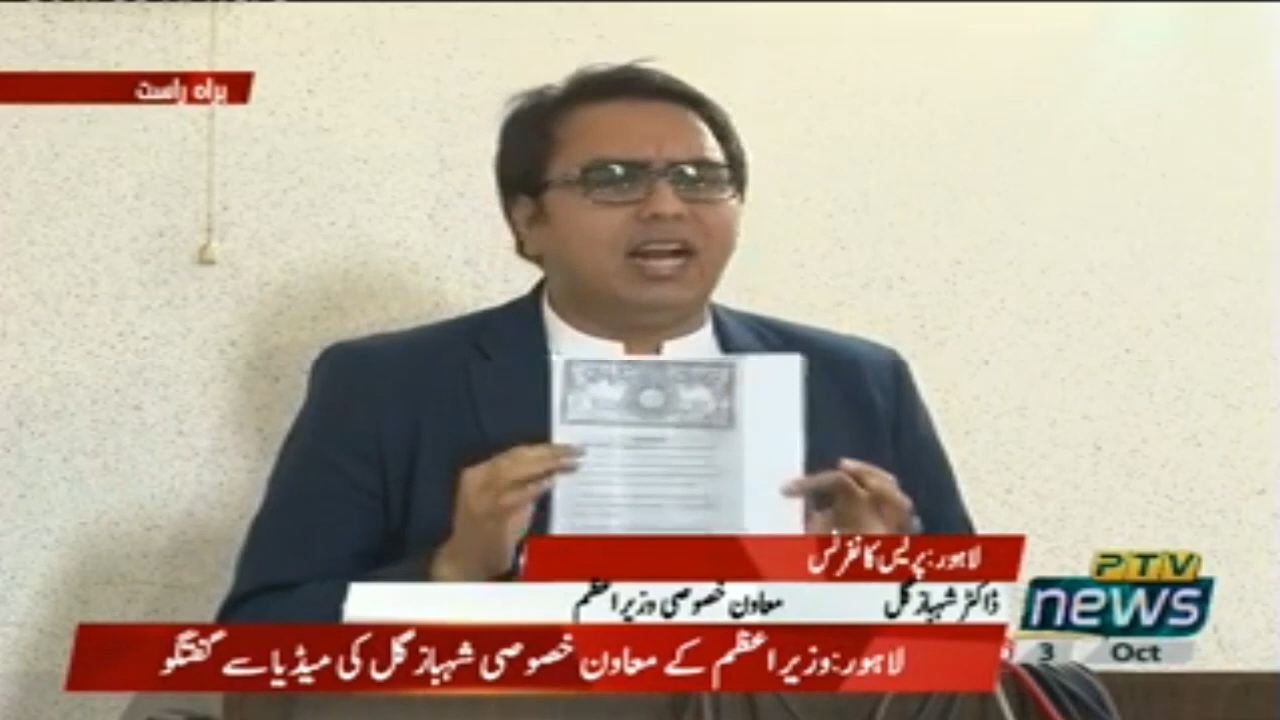 براہ راست
لاہور: پریس کانفرنس
ڈاکٹر شہباز گل معاون خصوصی وزیراعظم
لاہور: وزیراعظم کے معاون خصوصی شہباز گل کی میڈیا سے گفتگو
PTV
news
3 Oct